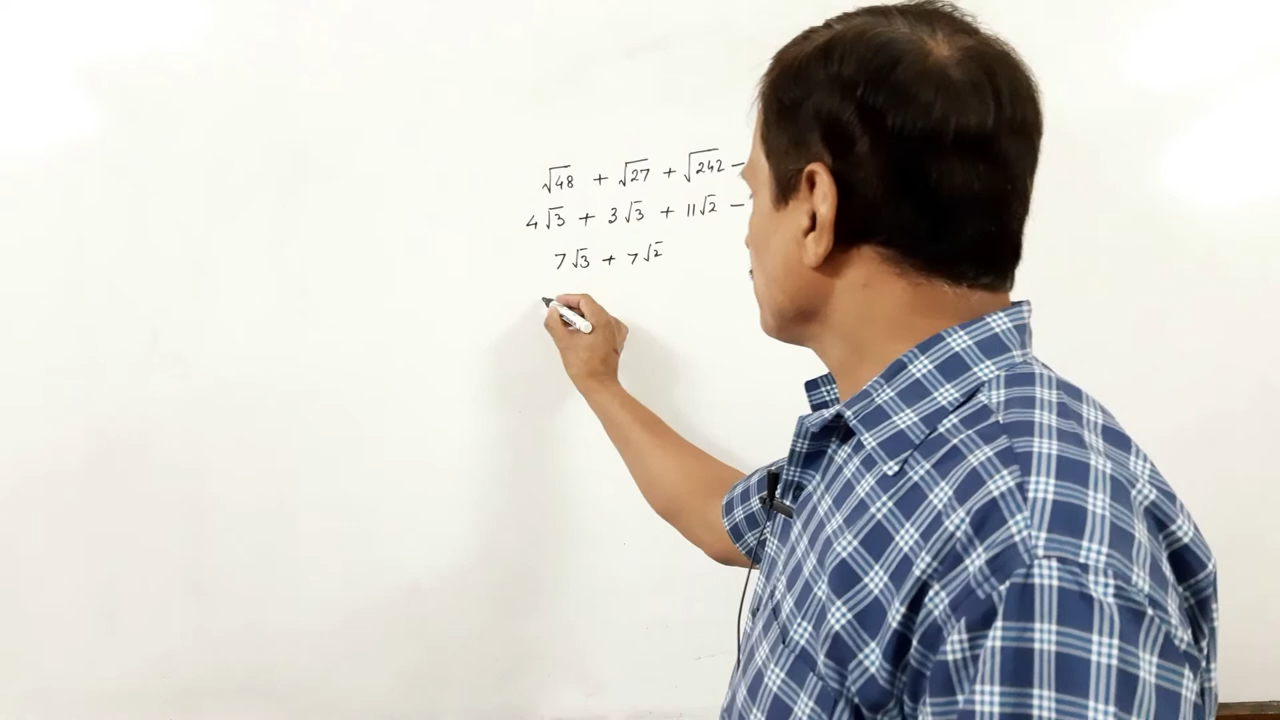 √48 + √27 + √242 −
4√3 + 3√3 + 11√2 −
7√3 + 7√2